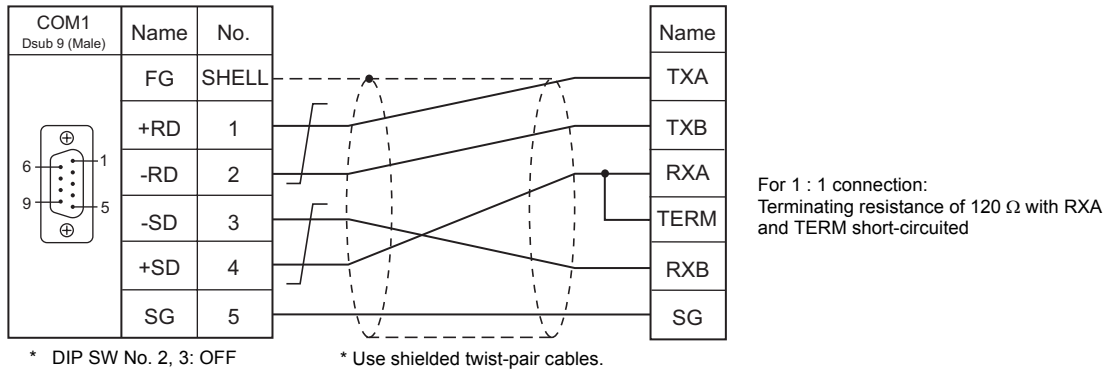 COM1
Dsub 9 (Male)
Name
No.
Name
FG
SHELL
TXA
+RD
1
TXB
6
1
-RD
2
RXA
9
5
-SD
3
TERM
+SD
4
RXB
SG
5
SG
For 1 : 1 connection:
Terminating resistance of 120 Ω with RXA
and TERM short-circuited
* DIP SW No. 2, 3: OFF
* Use shielded twist-pair cables.